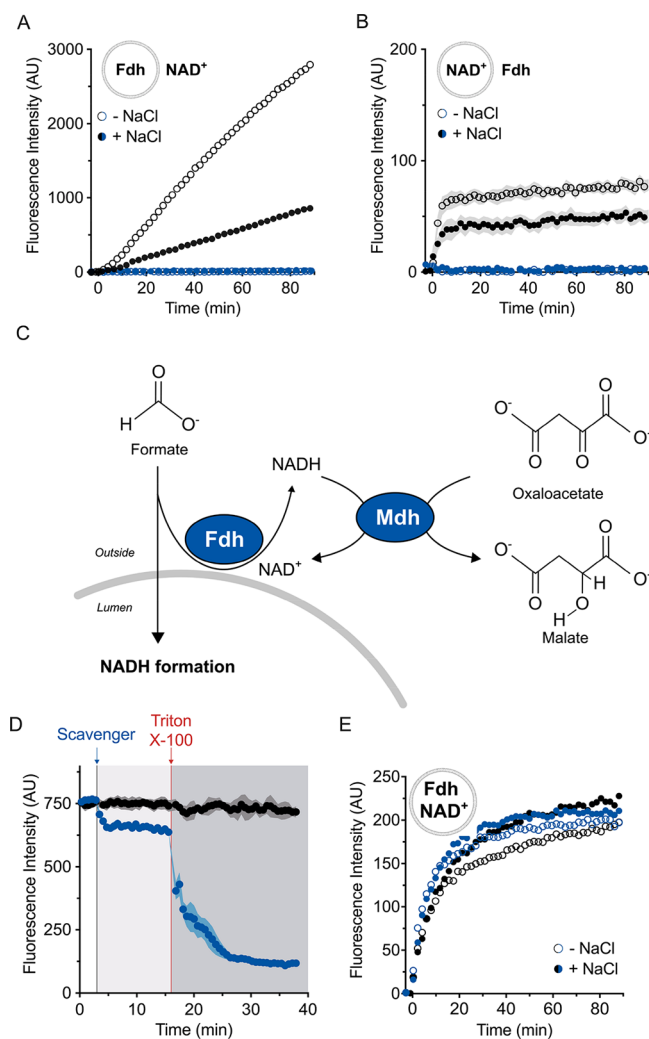 A
Fluorescence Intensity (AU)
3000
2000
1000
0
Fdh NAD⁺
- NaCl
+ NaCl
0 20 40 60 80
Time (min)
B
Fluorescence Intensity (AU)
200
100
0
NAD⁺ Fdh
- NaCl
+ NaCl
0 20 40 60 80
Time (min)
C
O
H O⁻
Formate
NADH
Fdh
NAD⁺
Mdh
Outside
Lumen
NADH formation
O⁻ O
O O O⁻
Oxaloacetate
O⁻ O
O⁻
O H
H O
Malate
D
Scavenger
Triton
X-100
Fluorescence Intensity (AU)
750
500
250
0
0 10 20 30 40
Time (min)
E
Fluorescence Intensity (AU)
250
200
150
100
50
0
Fdh
NAD⁺
- NaCl
+ NaCl
0 20 40 60 80
Time (min)